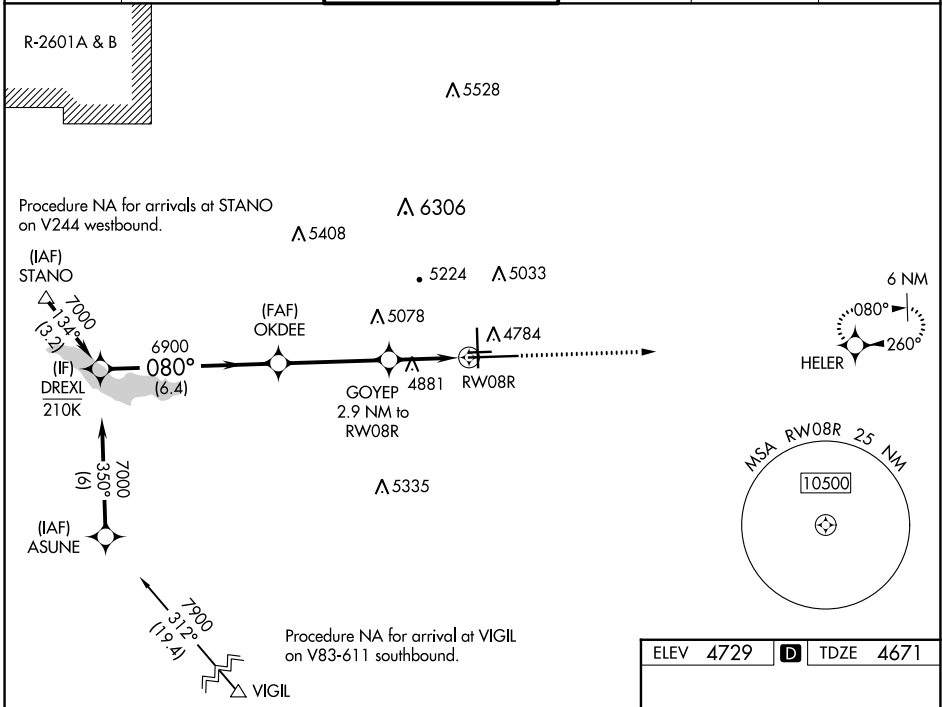 R-2601A & B
5528
Procedure NA for arrivals at STANO
on V244 westbound.
6306
5408
(IAF)
STANO
5224
5033
6 NM
7000
134°
(3.2)
(FAF)
OKDEE
5078
4784
080°
260°
HELER
6900
080°
(6.4)
(IF)
DREXL
210K
4881
RW08R
GOYEP
2.9 NM to
RW08R
MSA RW08R 25 NM
10500
7000
350°
(6)
5335
(IAF)
ASUNE
7900
312°
(19.4)
Procedure NA for arrival at VIGIL
on V83-611 southbound.
VIGIL
ELEV 4729 D TDZE 4671